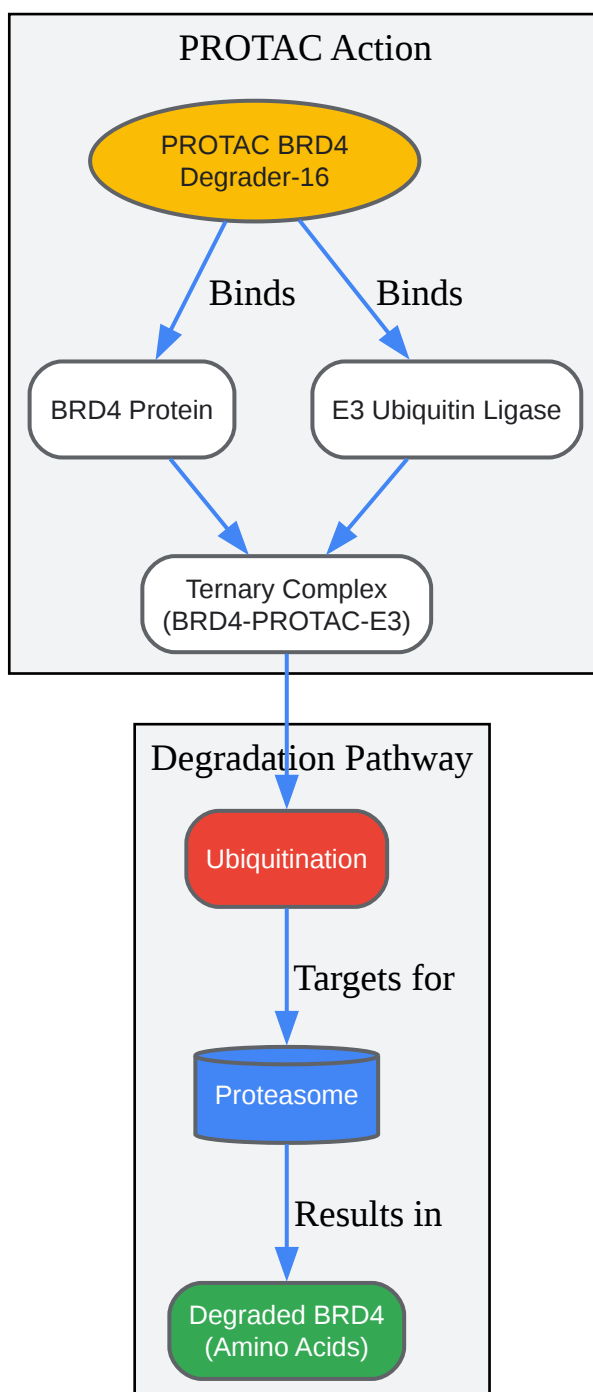 PROTAC Action
PROTAC BRD4
Degrader-16
Binds
Binds
BRD4 Protein
E3 Ubiquitin Ligase
Ternary Complex
(BRD4-PROTAC-E3)
Degradation Pathway
Ubiquitination
Targets for
Proteasome
Results in
Degraded BRD4
(Amino Acids)